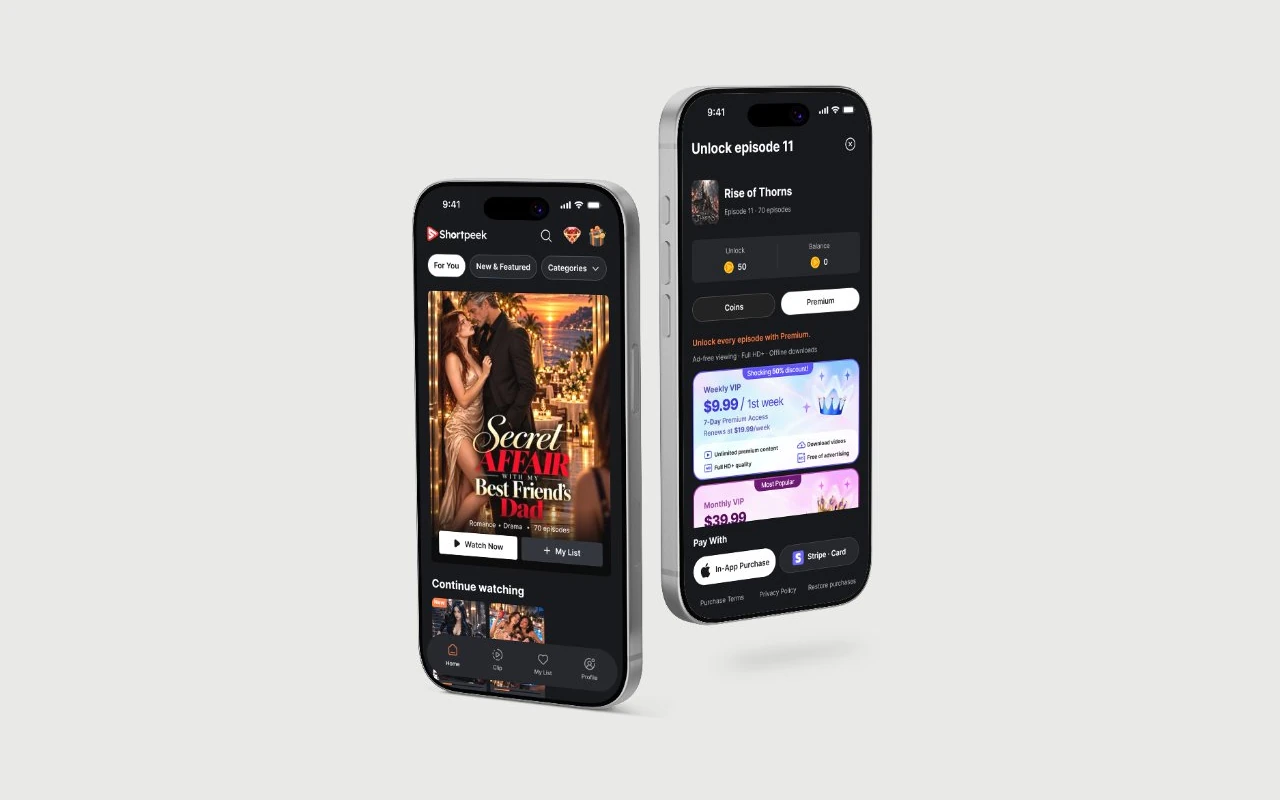 9:41
Shortpeek
For You
New & Featured
Categories
Secret
AFFAIR
WITH MY
Best Friend's
Dad
Romance • Drama • 70 episodes
Watch Now
+ My List
Continue watching
New
Home
Clip
My List
Profile
9:41
Unlock episode 11
Rise of Thorns
Episode 11 · 70 episodes
Unlock
50
Balance
0
Coins
Premium
Unlock every episode with Premium.
Ad-free viewing · Full HD+ · Offline downloads
Shocking 50% discount!
Weekly VIP
$9.99 / 1st week
7-Day Premium Access
Renews at $19.99/week
Unlimited premium content
Download videos
Full HD+ quality
Free of advertising
Most Popular
Monthly VIP
$39.99
Pay With
In-App Purchase
S Stripe · Card
Purchase Terms
Privacy Policy
Restore purchases